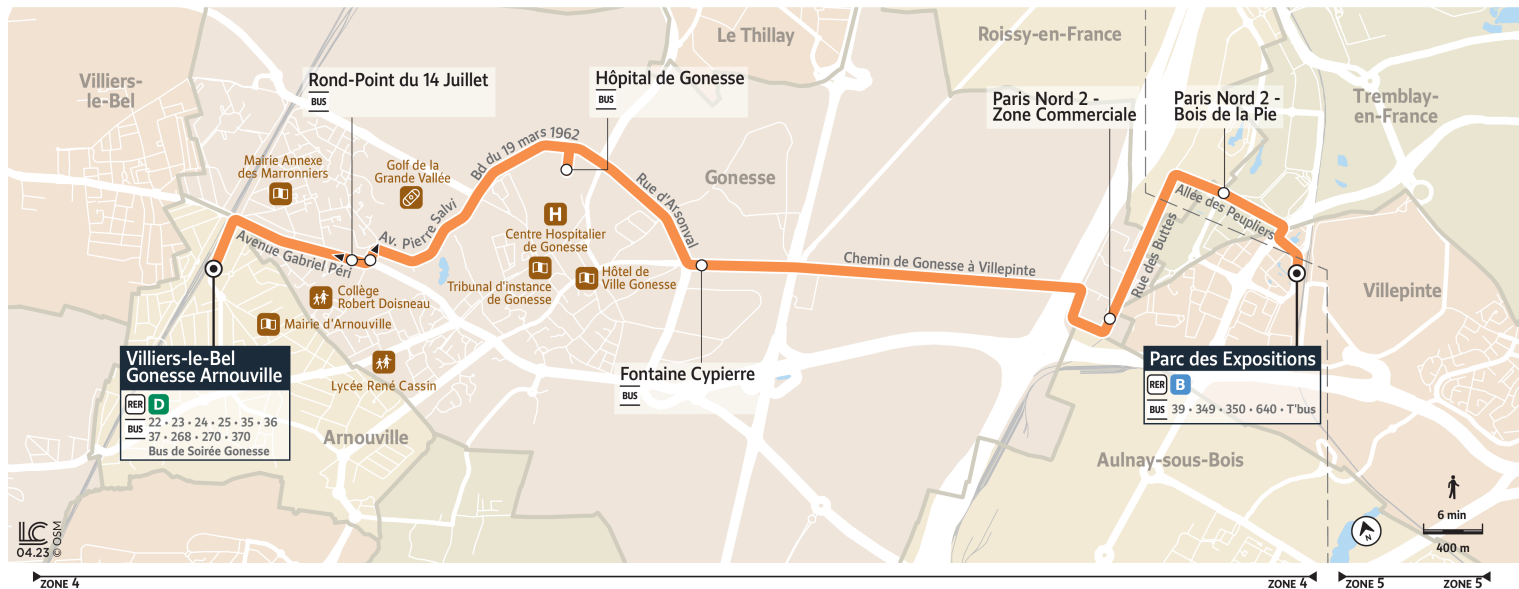 Le Thillay
Roissy-en-France
Villiers-
le-Bel
Rond-Point du 14 Juillet
BUS
Hôpital de Gonesse
BUS
Paris Nord 2 -
Zone Commerciale
Paris Nord 2 -
Bois de la Pie
Tremblay-
en-France
Mairie Annexe
des Marronniers
Golf de la
Grande Vallée
Bd du 19 mars 1962
Rue d'Arsonval
Gonesse
Allée des Peupliers
Av. Pierre Salvi
Avenue Gabriel Péri
H
Centre Hospitalier
de Gonesse
Tribunal d'instance
de Gonesse
Hôtel de
Ville Gonesse
Chemin de Gonesse à Villepinte
Rue des Buttes
Villepinte
Collège
Robert Doisneau
Mairie d'Arnouville
Lycée René Cassin
Villiers-le-Bel
Gonesse Arnouville
RER D
BUS
22 • 23 • 24 • 25 • 35 • 36
37 • 268 • 270 • 370
Bus de Soirée Gonesse
Fontaine Cypierre
BUS
Parc des Expositions
RER B
BUS 39 • 349 • 350 • 640 • T'bus
Arnouville
Aulnay-sous-Bois
LC
04.23 © OSM
N
6 min
400 m
ZONE 4
ZONE 4
ZONE 5
ZONE 5